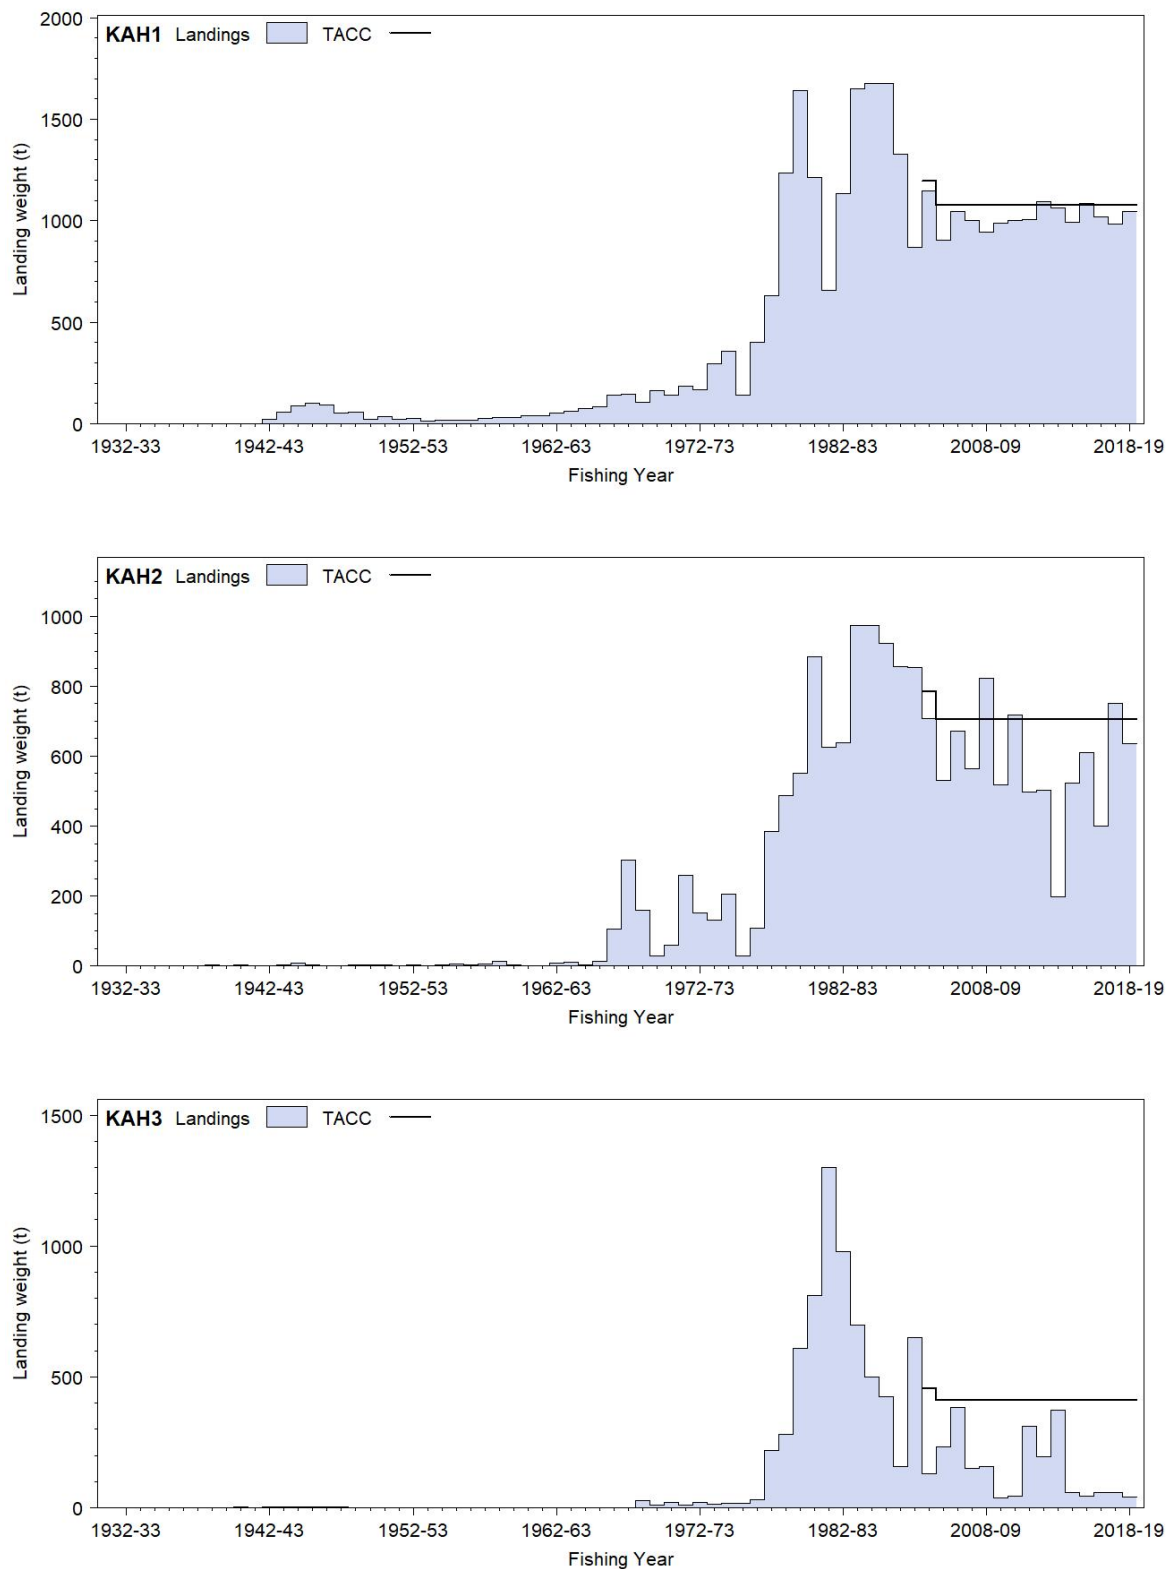 KAH1 Landings TACC
2000
1500
1000
500
0
Landing weight (t)
1932-33 1942-43 1952-53 1962-63 1972-73 1982-83 2008-09 2018-19
Fishing Year
KAH2 Landings TACC
1000
800
600
400
200
0
Landing weight (t)
1932-33 1942-43 1952-53 1962-63 1972-73 1982-83 2008-09 2018-19
Fishing Year
KAH3 Landings TACC
1500
1000
500
0
Landing weight (t)
1932-33 1942-43 1952-53 1962-63 1972-73 1982-83 2008-09 2018-19
Fishing Year